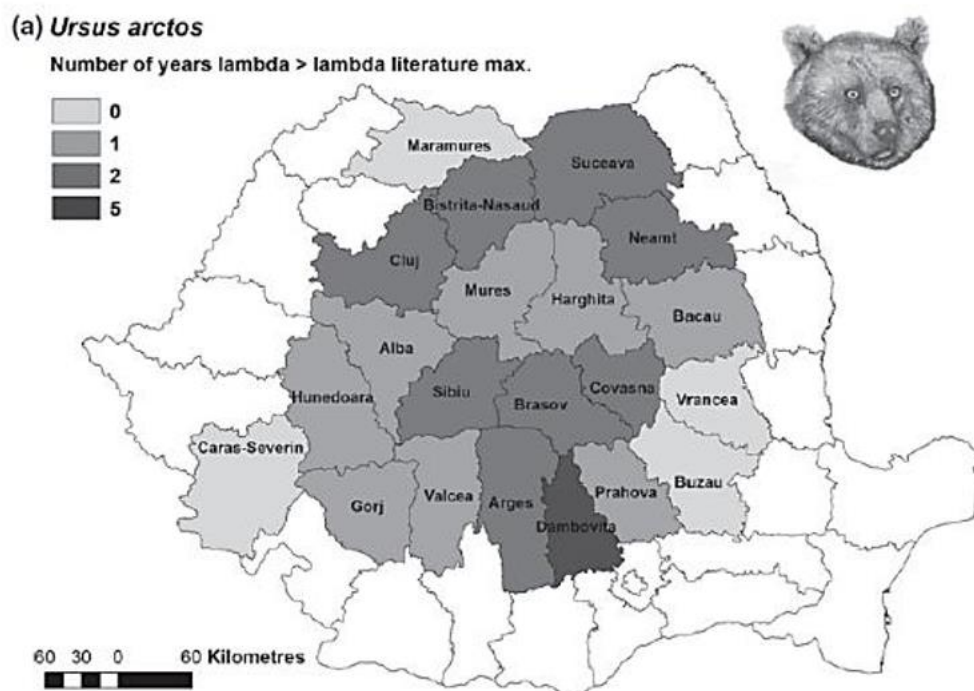 (a) Ursus arctos
Number of years lambda > lambda literature max.
0
1
2
5
Maramures
Suceava
Bistrita-Nasaud
Neamt
Cluj
Mures
Harghita
Bacau
Alba
Hunedoara
Sibiu
Brasov
Covasna
Vrancea
Caras-Severin
Gorj
Valcea
Arges
Dambovita
Prahova
Buzau
60 30 0 60 Kilometres